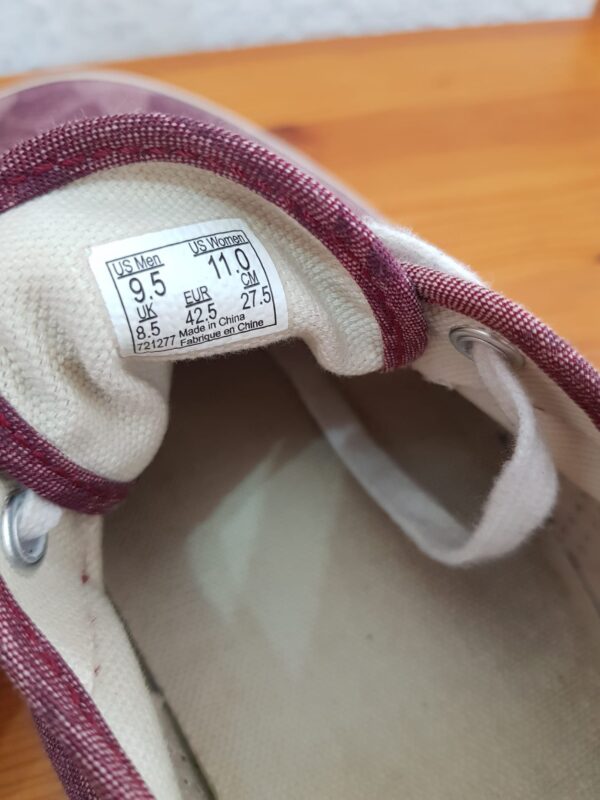 US Men US Women
9.5 11.0
UK EUR CM
8.5 42.5 27.5
721277 Made in China
Fabriqué en Chine